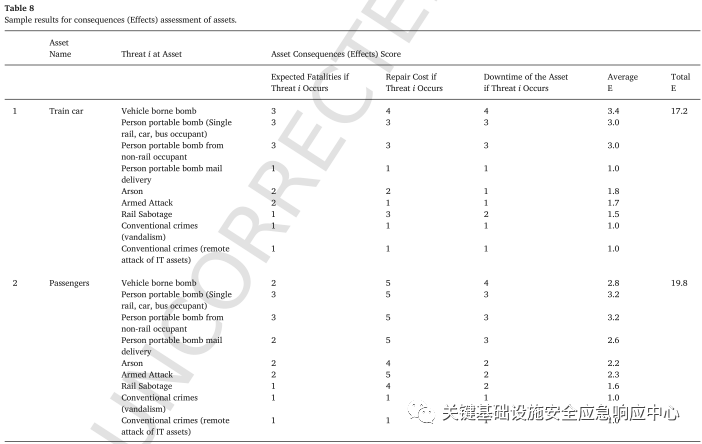 Table 8
Sample results for consequences (Effects) assessment of assets.
Asset Name Threat i at Asset Asset Consequences (Effects) Score
Expected Fatalities if Threat i Occurs Repair Cost if Threat i Occurs Downtime of the Asset if Threat i Occurs Average E Total E
1 Train car Vehicle borne bomb 3 4 4 3.4 17.2
Person portable bomb (Single rail, car, bus occupant) 3 3 3 3.0
Person portable bomb from non-rail occupant 3 3 3 3.0
Person portable bomb mail delivery 1 1 1 1.0
Arson 2 2 1 1.8
Armed Attack 2 1 1 1.7
Rail Sabotage 1 3 2 1.5
Conventional crimes (vandalism) 1 1 1 1.0
Conventional crimes (remote attack of IT assets) 1 1 1 1.0
2 Passengers Vehicle borne bomb 2 5 4 2.8 19.8
Person portable bomb (Single rail, car, bus occupant) 3 5 3 3.2
Person portable bomb from non-rail occupant 3 5 3 3.2
Person portable bomb mail delivery 2 5 3 2.6
Arson 2 4 2 2.2
Armed Attack 2 5 2 2.3
Rail Sabotage 1 4 2 1.6
Conventional crimes (vandalism) 1 1 1 1.0
Conventional crimes (remote attack of IT assets) 1 1
关键基础设施安全应急响应中心
UNCORRECTE